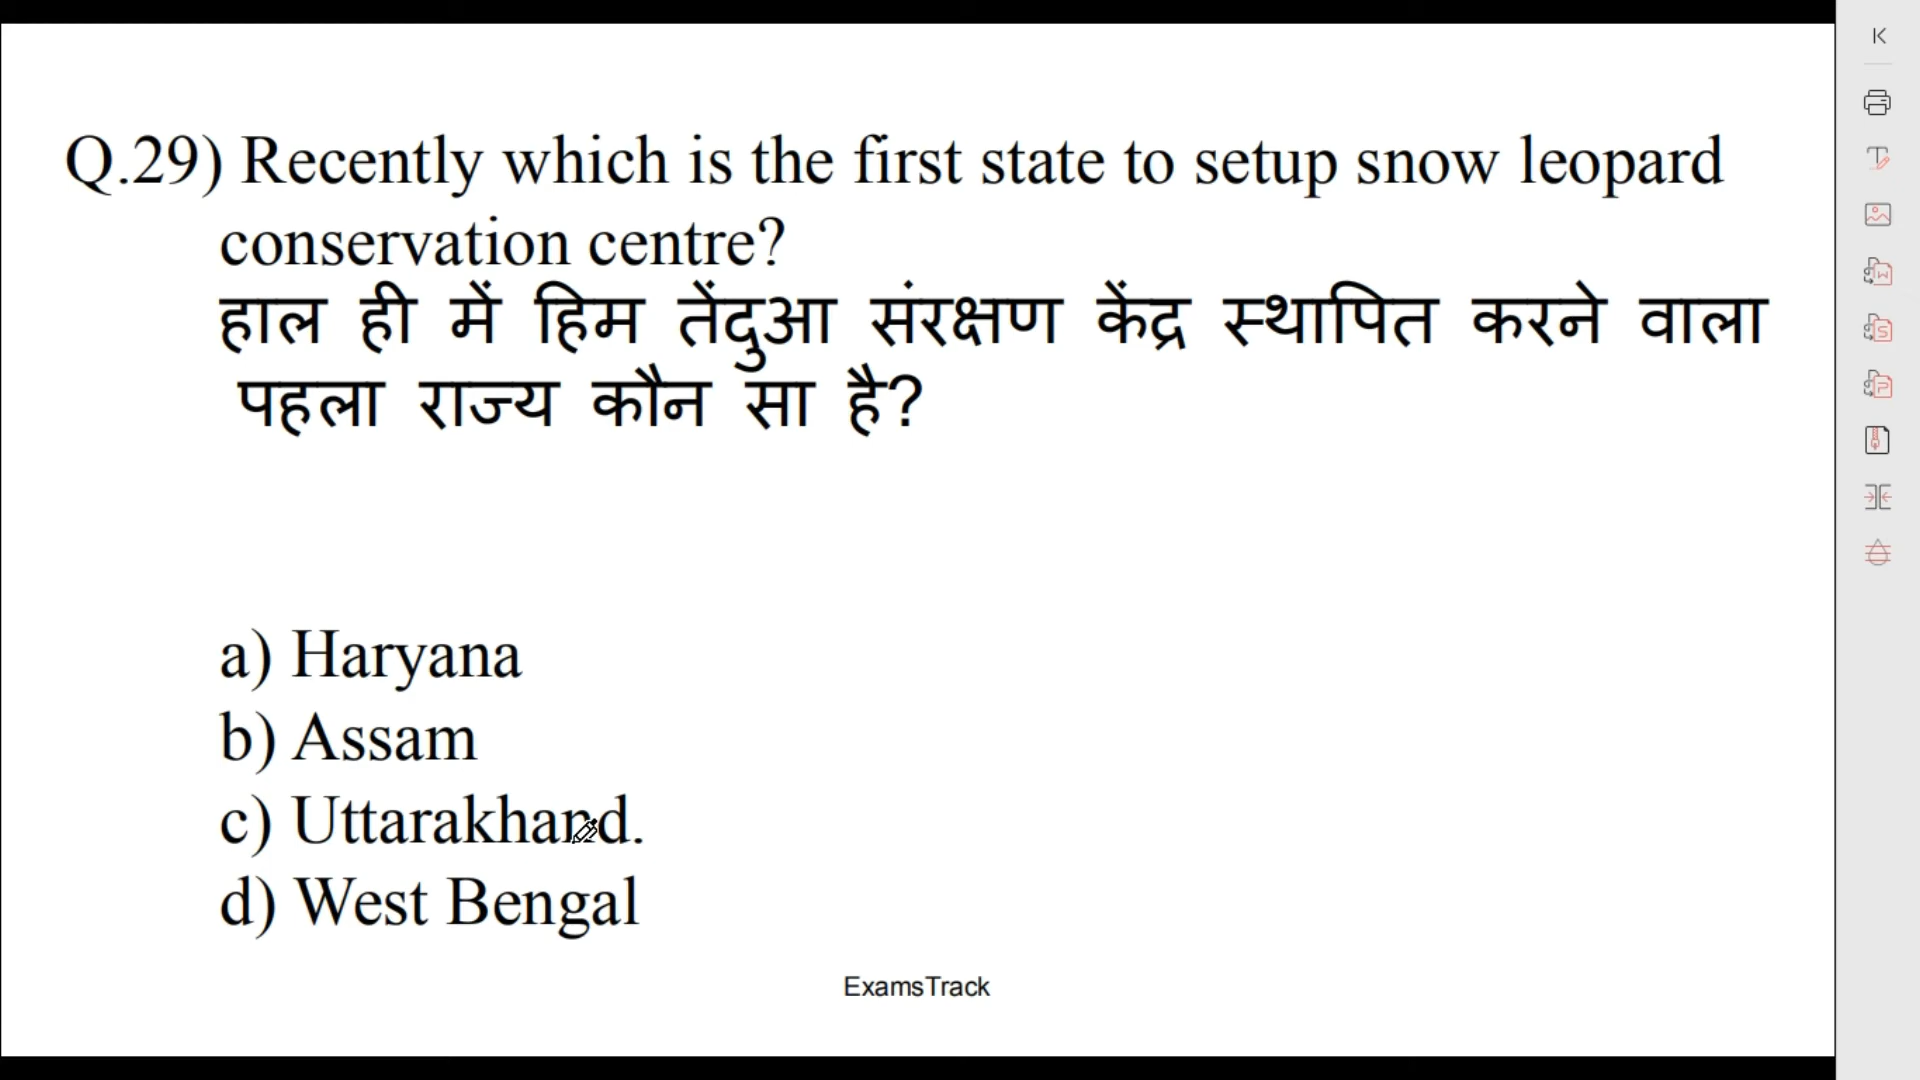 Q.29) Recently which is the first state to setup snow leopard
conservation centre?
हाल ही में हिम तेंदुआ संरक्षण केंद्र स्थापित करने वाला
पहला राज्य कौन सा है?
a) Haryana
b) Assam
c) Uttarakhand.
d) West Bengal
ExamsTrack